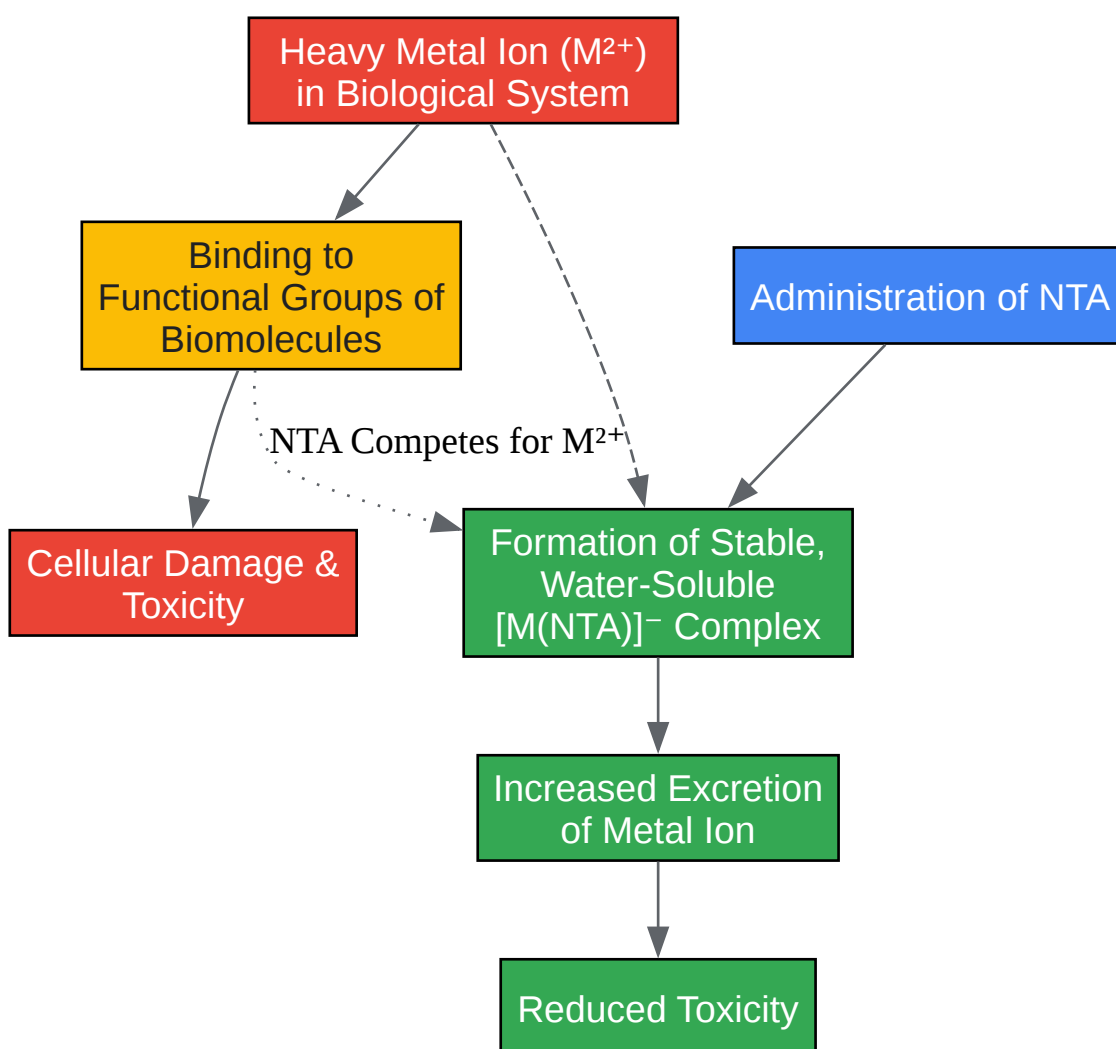 Heavy Metal Ion (M²⁺)
in Biological System
Binding to
Functional Groups of
Biomolecules
Administration of NTA
NTA Competes for M²⁺
Cellular Damage &
Toxicity
Formation of Stable,
Water-Soluble
[M(NTA)]⁻ Complex
Increased Excretion
of Metal Ion
Reduced Toxicity